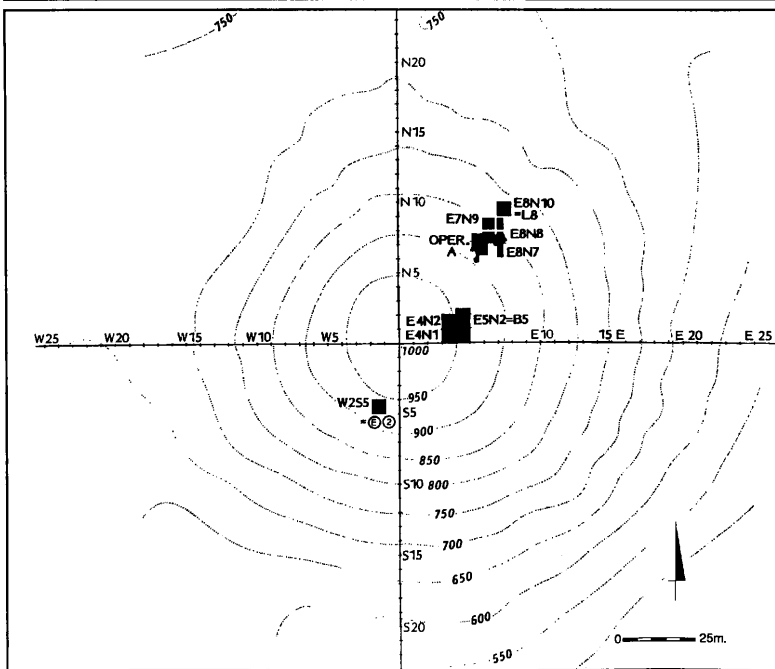 750
750
N20
N15
N10
E8N10
=L8
E7N9
OPER.
A
E8N8
E8N7
N5
E4N2
E5N2=B5
E4N1
W25
W20
W10
W5
E10
15 E
E 20
E 25
1000
950
W2S5
S5
=Ⓔ②
900
850
S10
800
750
700
S15
650
600
S20
550
0 25m.